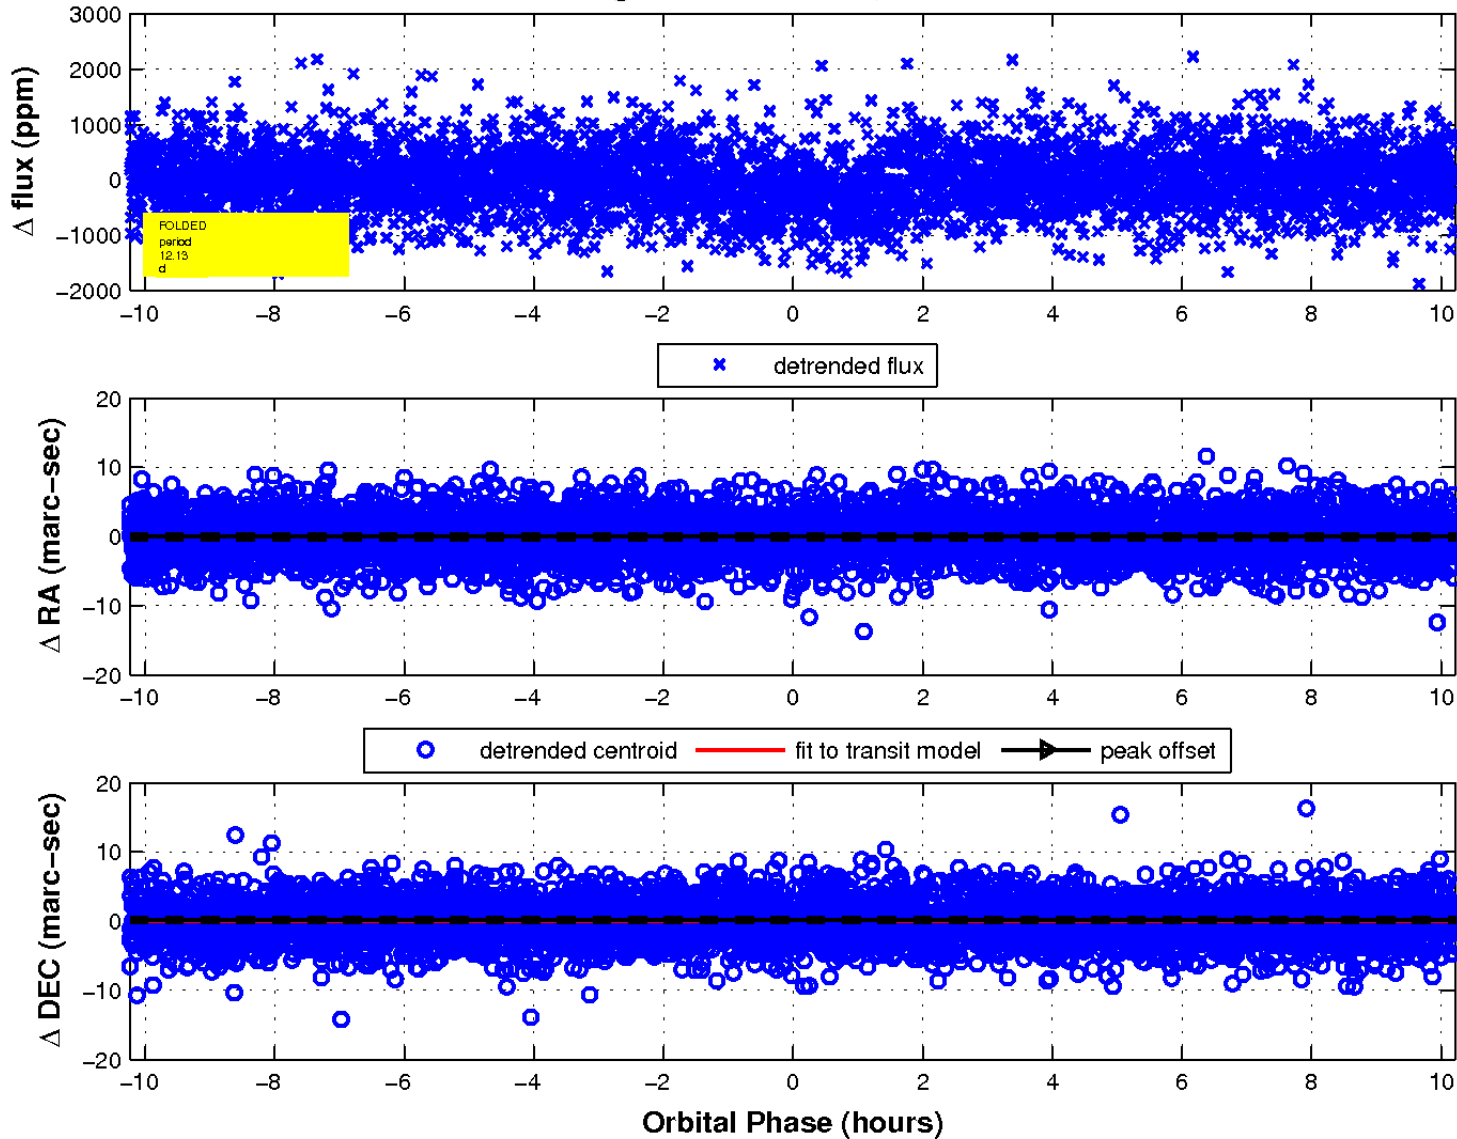 3000
2000
1000
0
−1000
−2000
Δ flux (ppm)
FOLDED
period
12.13
d
−10 −8 −6 −4 −2 0 2 4 6 8 10
detrended flux
20
10
0
−10
−20
Δ RA (marc−sec)
−10 −8 −6 −4 −2 0 2 4 6 8 10
detrended centroid fit to transit model peak offset
20
10
0
−10
−20
Δ DEC (marc−sec)
−10 −8 −6 −4 −2 0 2 4 6 8 10
Orbital Phase (hours)